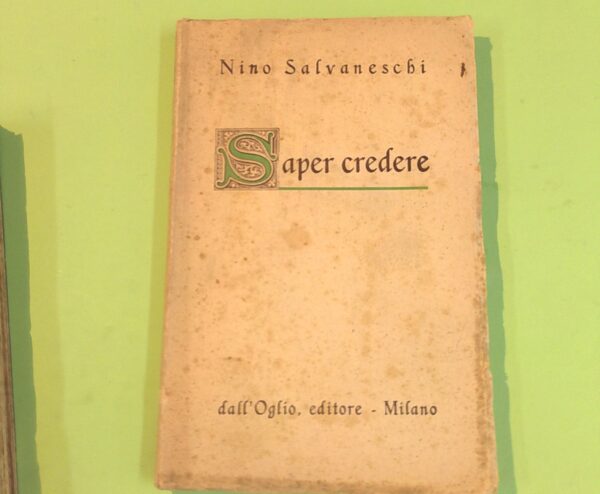 Nino Salvaneschi
Saper credere
dall'Oglio, editore - Milano